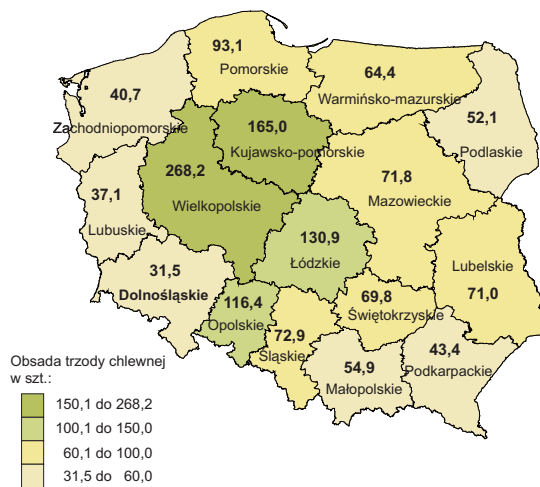 93,1
Pomorskie
64,4
Warmińsko-mazurskie
40,7
Zachodniopomorskie
165,0
Kujawsko-pomorskie
52,1
Podlaskie
268,2
Wielkopolskie
71,8
Mazowieckie
37,1
Lubuskie
130,9
Łódzkie
31,5
Dolnośląskie
Lubelskie
71,0
116,4
Opolskie
69,8
Świętokrzyskie
72,9
Śląskie
54,9
Małopolskie
43,4
Podkarpackie
Obsada trzody chlewnej
w szt.:
150,1 do 268,2
100,1 do 150,0
60,1 do 100,0
31,5 do 60,0